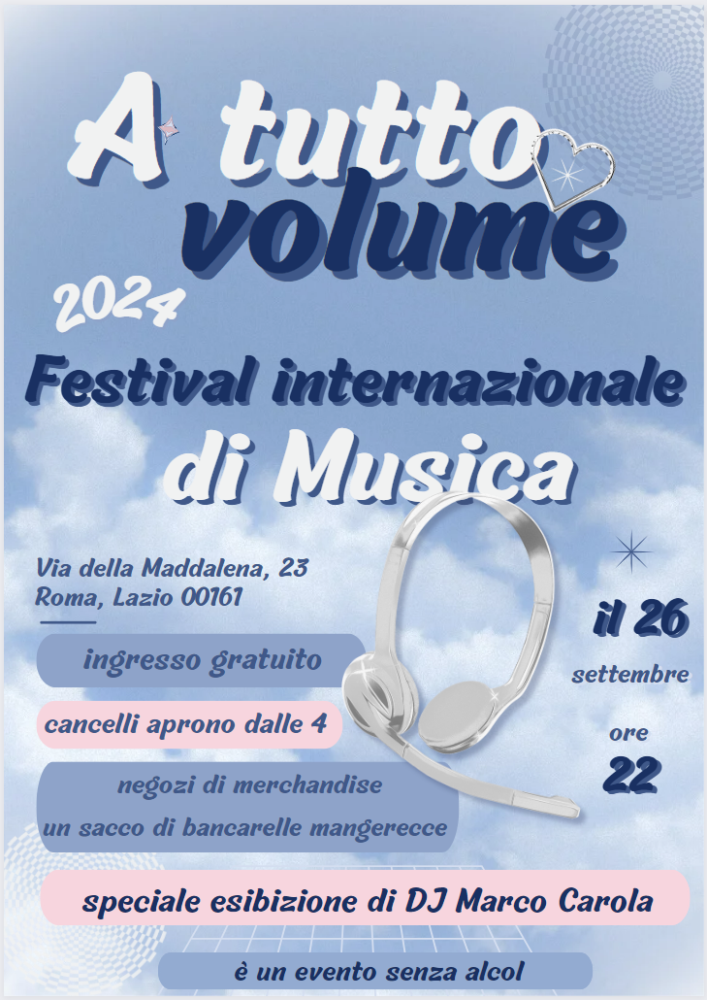 A tutto
volume
2024
Festival internazionale
di Musica
Via della Maddalena, 23
Roma, Lazio 00161
ingresso gratuito
cancelli aprono dalle 4
negozi di merchandise
un sacco di bancarelle mangerecce
il 26
settembre
ore
22
speciale esibizione di DJ Marco Carola
è un evento senza alcol